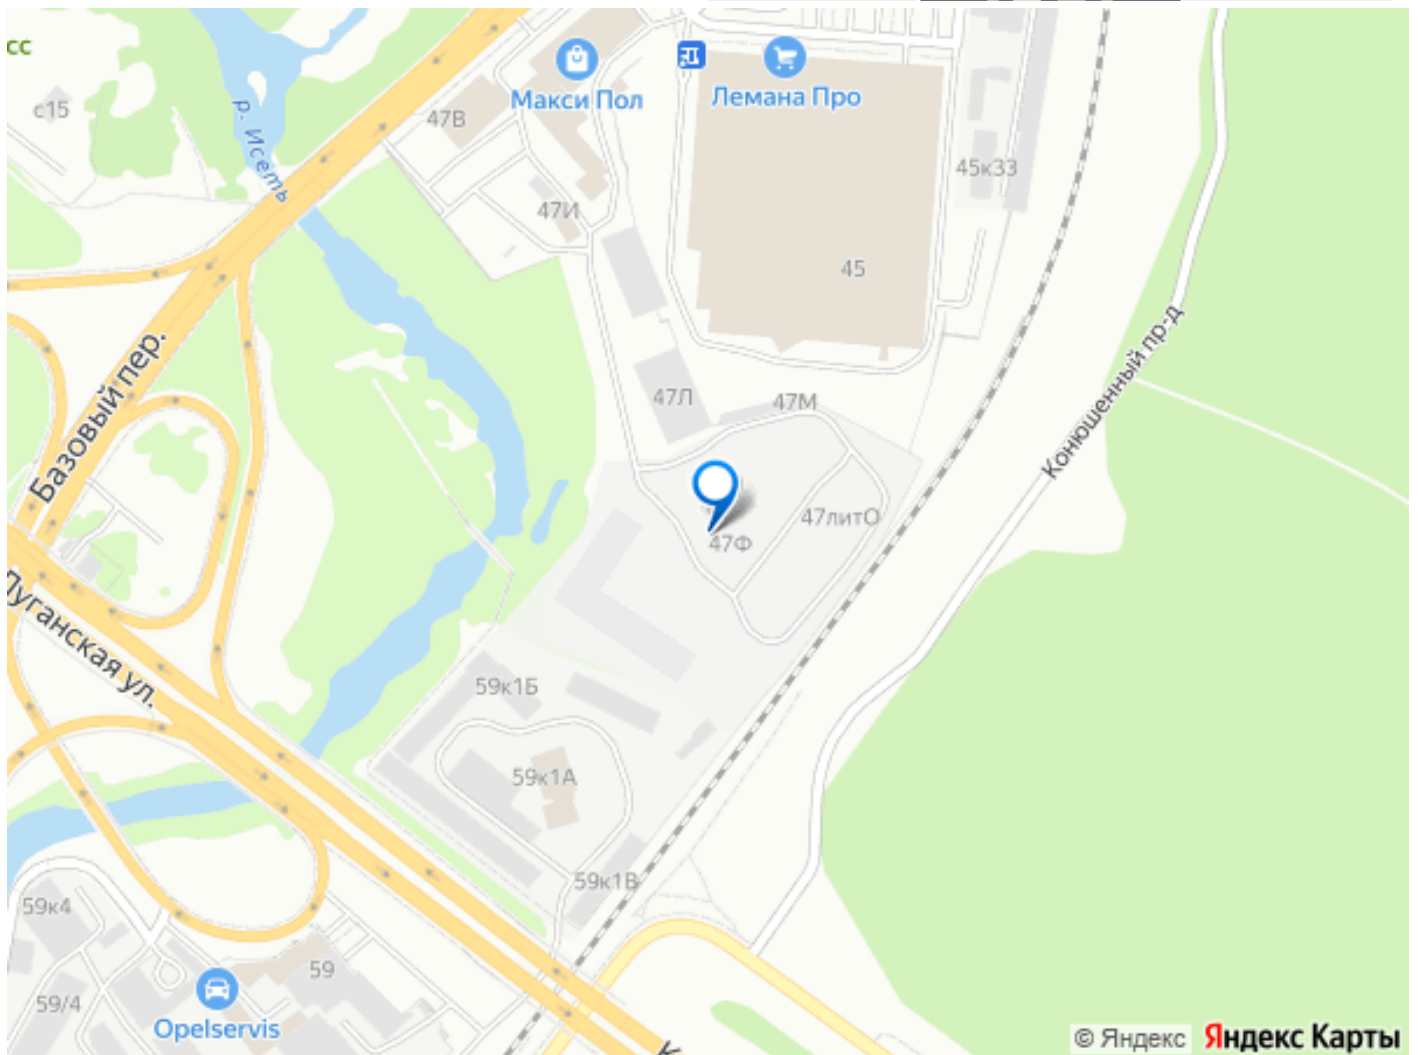 сс
с15
р. Исеть
47В
Макси Пол
Лемана Про
45к33
47И
45
Базовый пер.
47Л
47М
Конюшенный пр-д
47литО
47Ф
Луганская ул.
59к1Б
59к1А
59к1В
59к4
59
59/4
Opelservis
© Яндекс Яндекс Карты